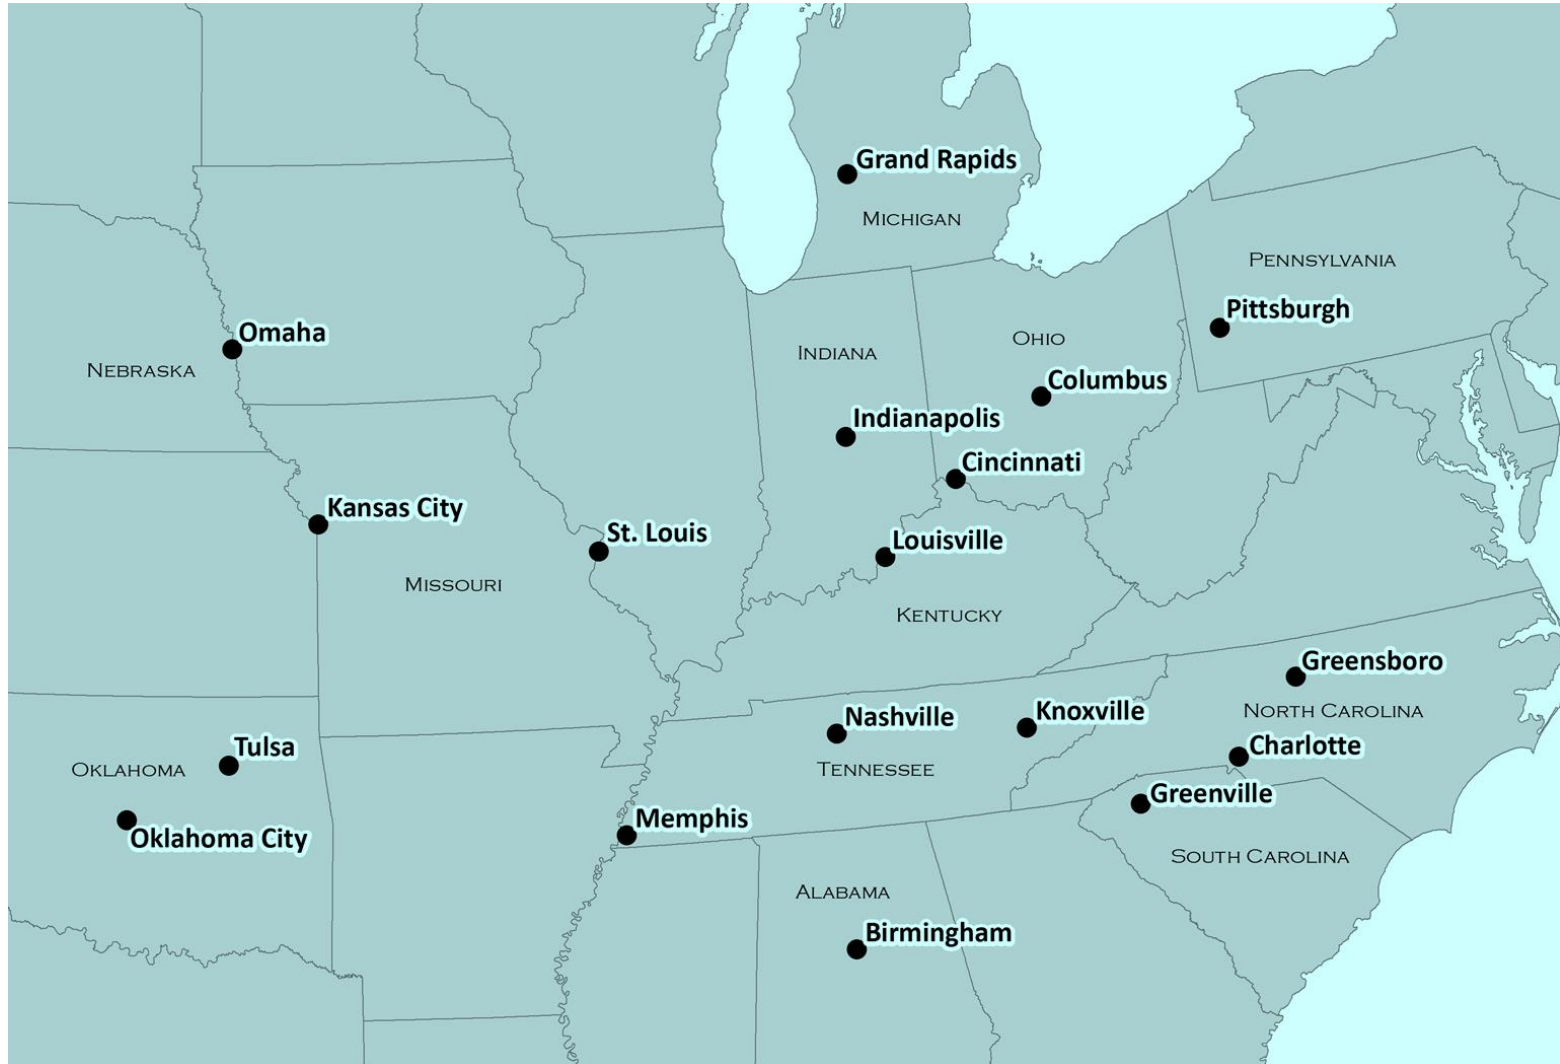 Grand Rapids
MICHIGAN
PENNSYLVANIA
Pittsburgh
Omaha
NEBRASKA
INDIANA
OHIO
Columbus
Indianapolis
Cincinnati
Kansas City
St. Louis
Louisville
MISSOURI
KENTUCKY
Greensboro
NORTH CAROLINA
Nashville
Knoxville
Charlotte
Tulsa
OKLAHOMA
TENNESSEE
Greenville
Oklahoma City
Memphis
SOUTH CAROLINA
ALABAMA
Birmingham